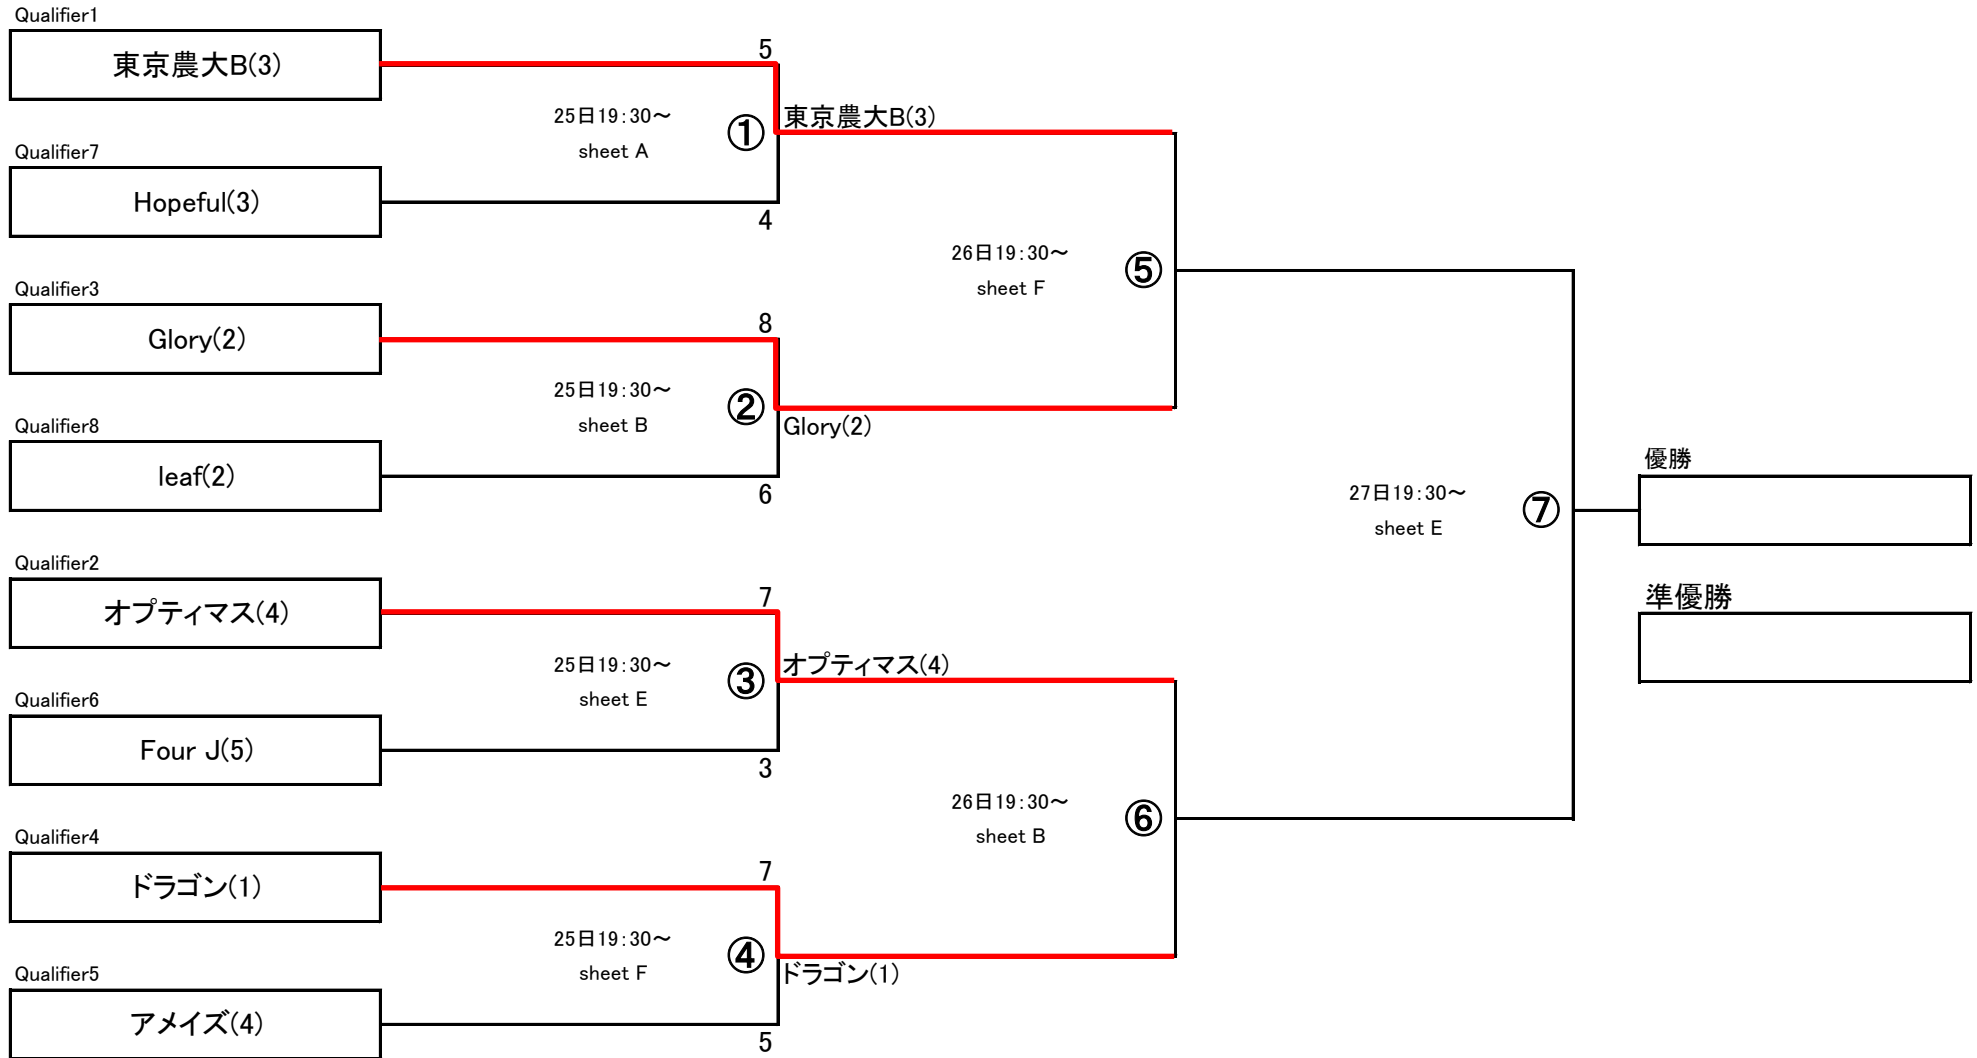 Qualifier1
東京農大B(3)
5
25日19:30～
sheet A
①
東京農大B(3)
Qualifier7
Hopeful(3)
4
26日19:30～
sheet F
⑤
Qualifier3
Glory(2)
8
25日19:30～
sheet B
②
Glory(2)
Qualifier8
leaf(2)
6
優勝
27日19:30～
sheet E
⑦
準優勝
Qualifier2
オプティマス(4)
7
25日19:30～
sheet E
③
オプティマス(4)
Qualifier6
Four J(5)
3
26日19:30～
sheet B
⑥
Qualifier4
ドラゴン(1)
7
25日19:30～
sheet F
④
ドラゴン(1)
Qualifier5
アメイズ(4)
5